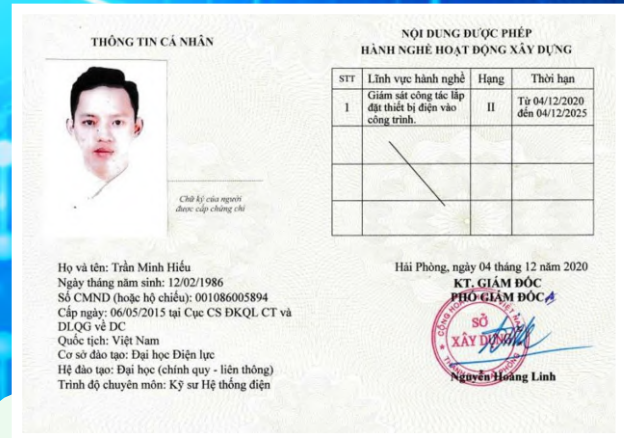 THÔNG TIN CÁ NHÂN
Chữ ký của người
được cấp chứng chỉ
Họ và tên: Trần Minh Hiếu
Ngày tháng năm sinh: 12/02/1986
Số CMND (hoặc hộ chiếu): 001086005894
Cấp ngày: 06/05/2015 tại Cục CS ĐKQL CT và
DLQG về DC
Quốc tịch: Việt Nam
Cơ sở đào tạo: Đại học Điện lực
Hệ đào tạo: Đại học (chính quy - liên thông)
Trình độ chuyên môn: Kỹ sư Hệ thống điện
NỘI DUNG ĐƯỢC PHÉP
HÀNH NGHỀ HOẠT ĐỘNG XÂY DỰNG
STT Lĩnh vực hành nghề Hạng Thời hạn
1 Giám sát công tác lắp đặt thiết bị điện vào công trình. II Từ 04/12/2020 đến 04/12/2025
Hải Phòng, ngày 04 tháng 12 năm 2020
KT. GIÁM ĐỐC
PHÓ GIÁM ĐỐC
SỞ
XÂY DỰNG
Nguyễn Hoàng Linh